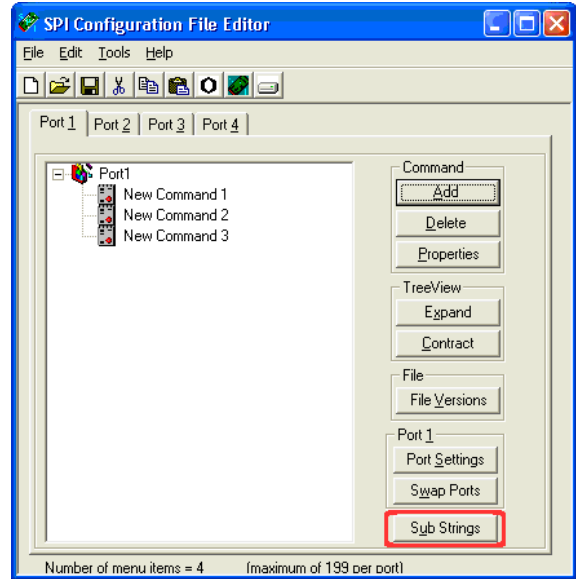 SPI Configuration File Editor
File Edit Tools Help
Port 1 Port 2 Port 3 Port 4
Port1
New Command 1
New Command 2
New Command 3
Command
Add
Delete
Properties
TreeView
Expand
Contract
File
File Versions
Port 1
Port Settings
Swap Ports
Sub Strings
Number of menu items = 4 (maximum of 199 per port)